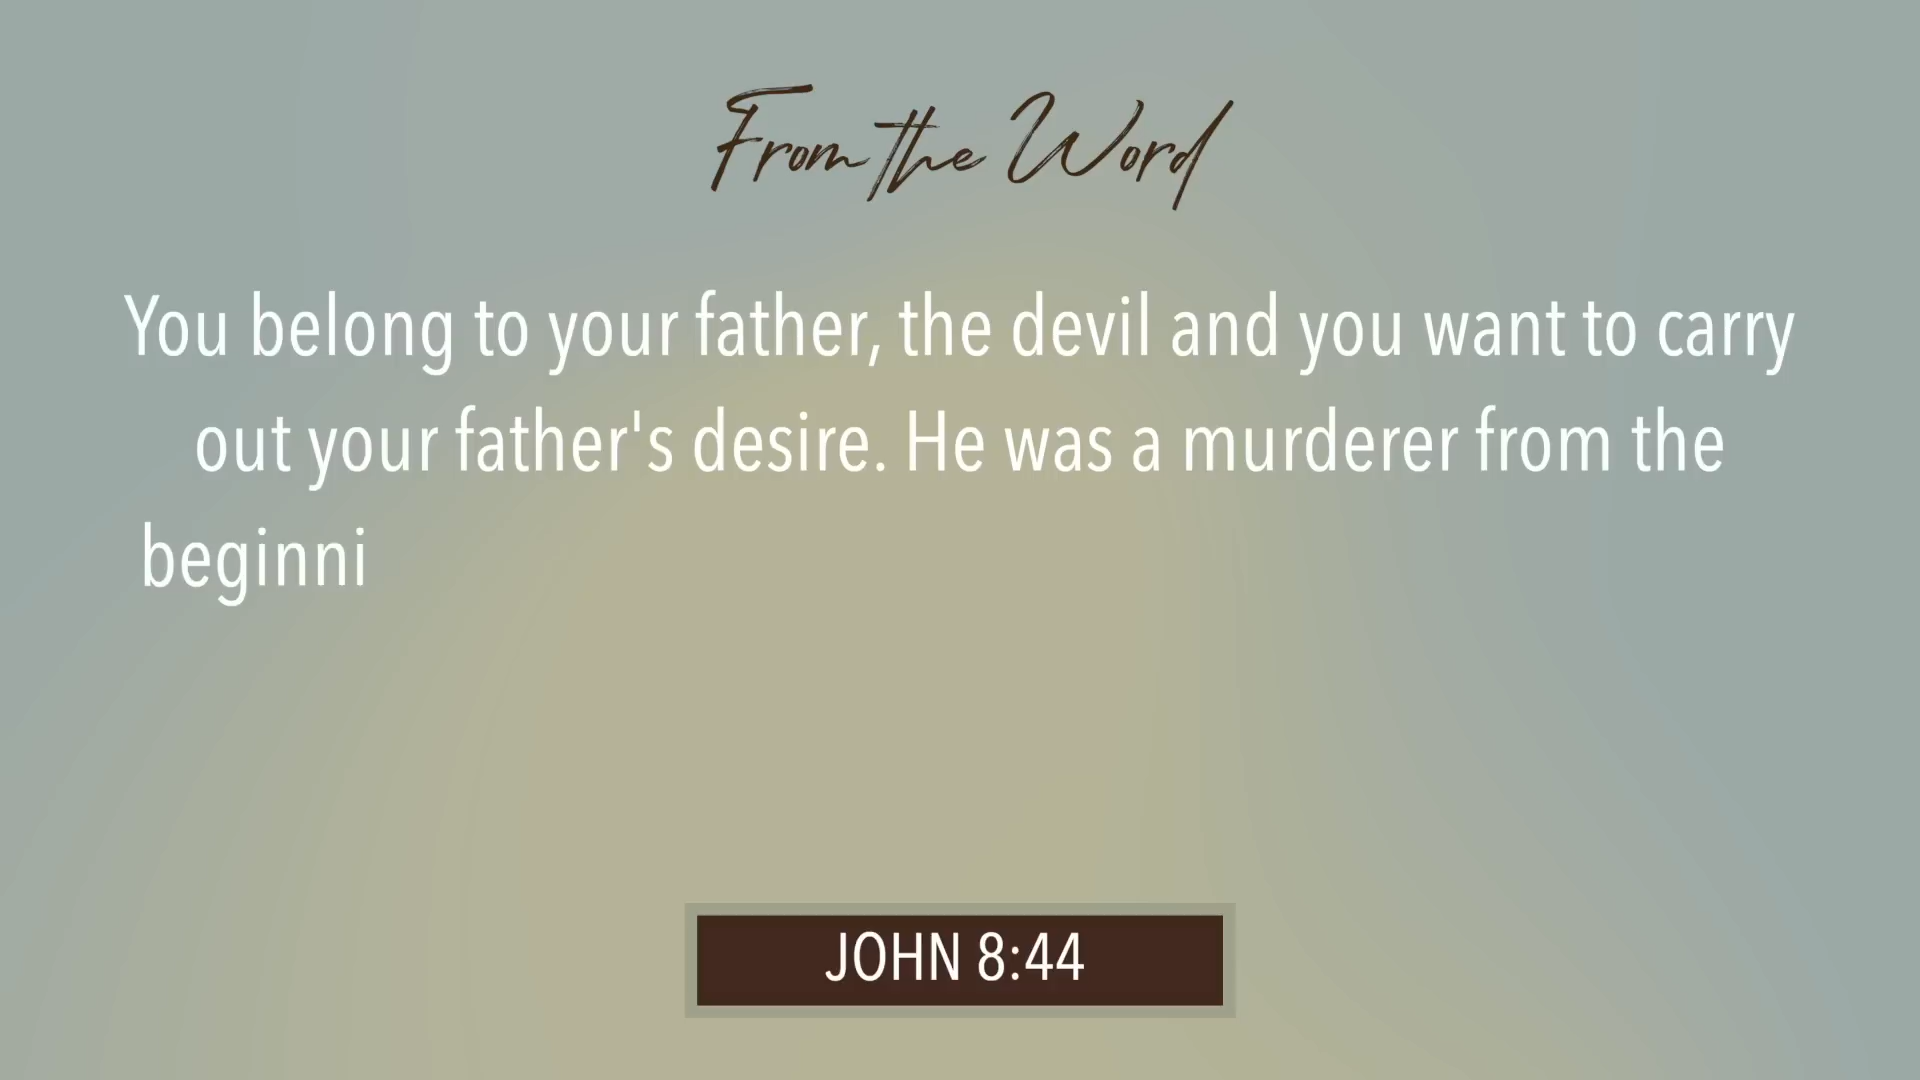 From the Word
You belong to your father, the devil and you want to carry
out your father's desire. He was a murderer from the
beginni
JOHN 8:44